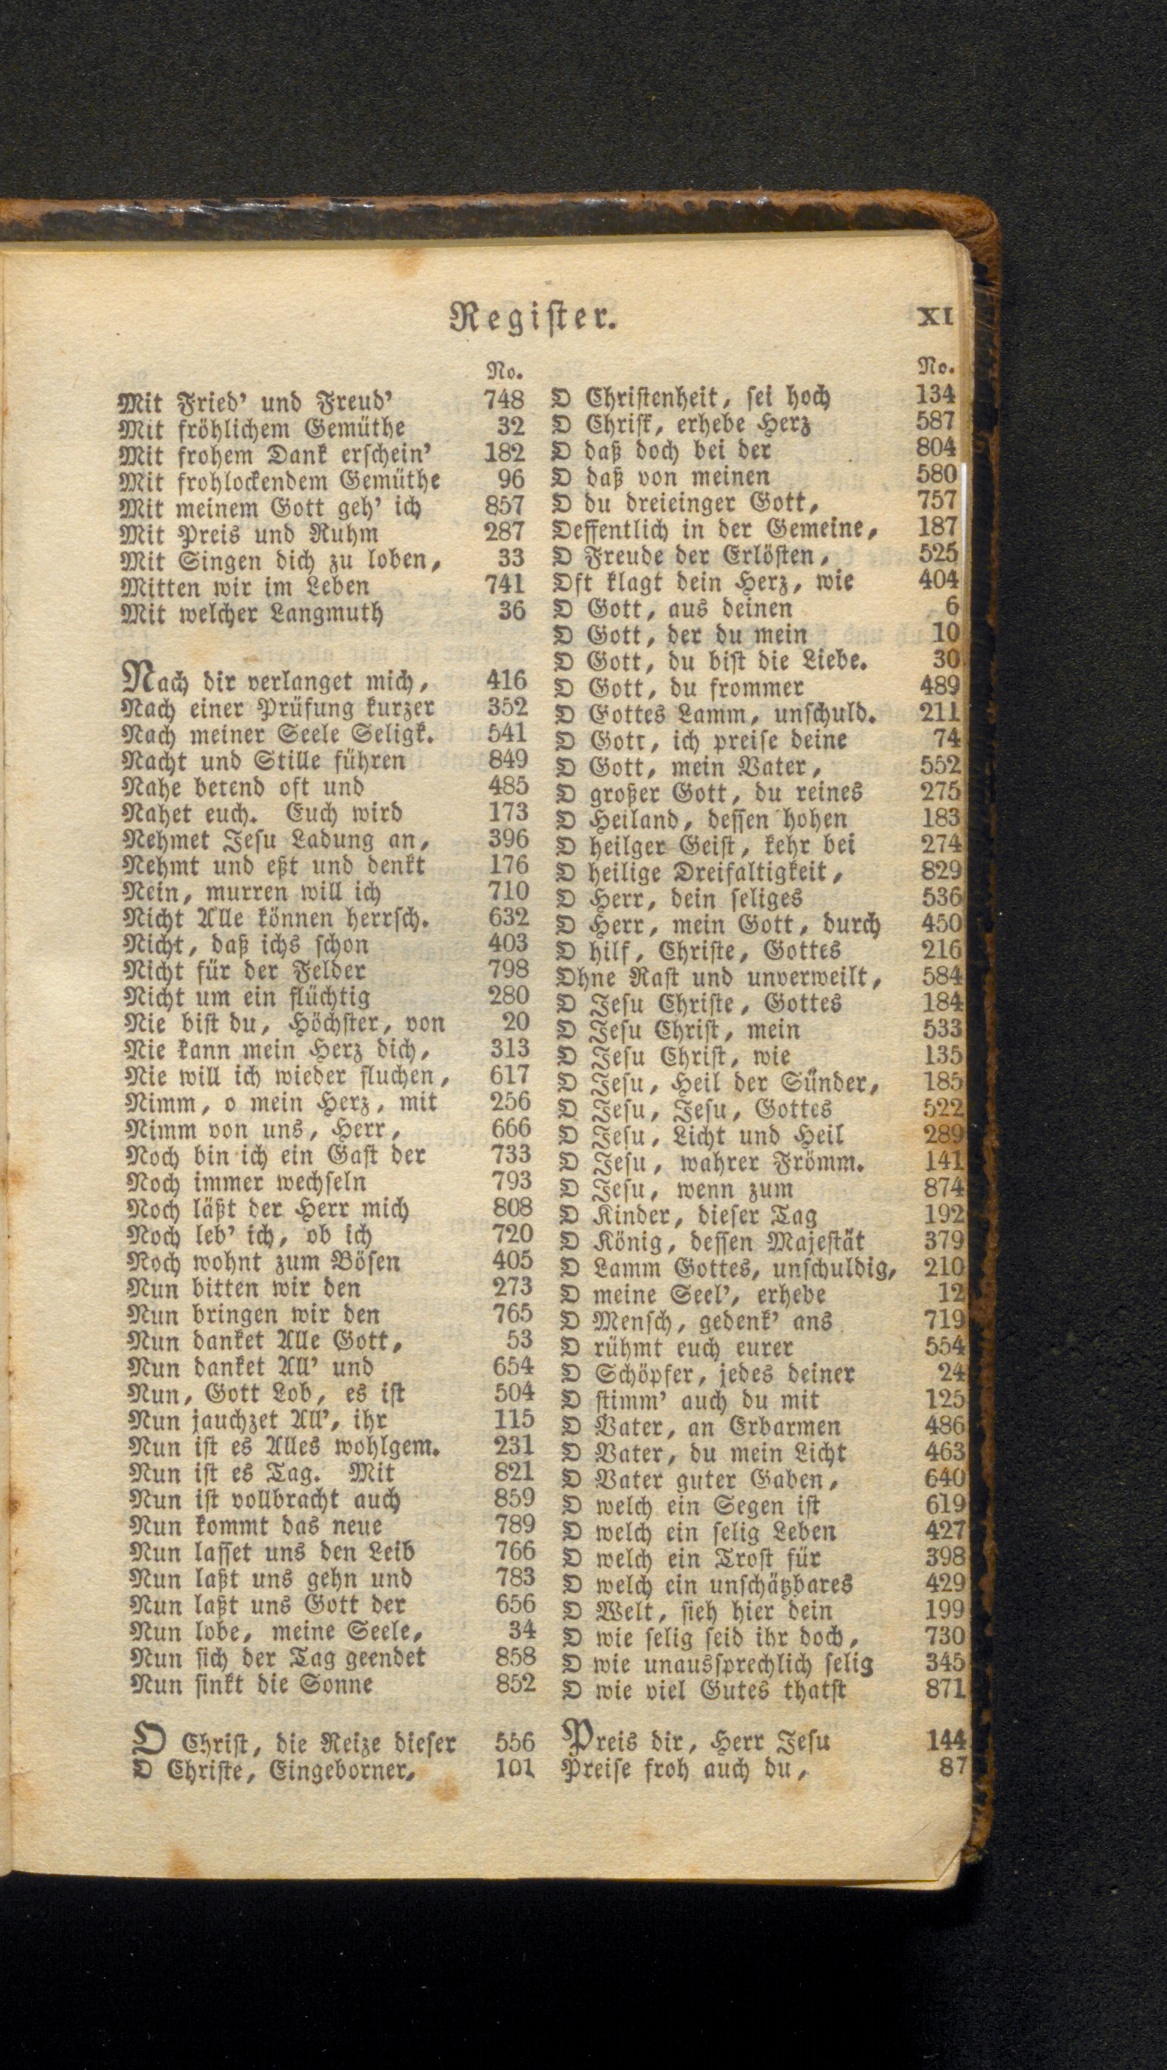 Register.
XI
No.
Mit Fried' und Freud' 748
Mit fröhlichem Gemüthe 32
Mit frohem Dank erschein' 182
Mit frohlockendem Gemüthe 96
Mit meinem Gott geh' ich 857
Mit Preis und Ruhm 287
Mit Singen dich zu loben, 33
Mitten wir im Leben 741
Mit welcher Langmuth 36
Nach dir verlanget mich, 416
Nach einer Prüfung kurzer 352
Nach meiner Seele Seligk. 541
Nacht und Stille führen 849
Nahe betend oft und 485
Nahet euch. Euch wird 173
Nehmet Jesu Ladung an, 396
Nehmt und eßt und denkt 176
Nein, murren will ich 710
Nicht Alle können herrsch. 632
Nicht, daß ichs schon 403
Nicht für der Felder 798
Nicht um ein flüchtig 280
Nie bist du, Höchster, von 20
Nie kann mein Herz dich, 313
Nie will ich wieder fluchen, 617
Nimm, o mein Herz, mit 256
Nimm von uns, Herr, 666
Noch bin ich ein Gast der 733
Noch immer wechseln 793
Noch läßt der Herr mich 808
Noch leb' ich, ob ich 720
Noch wohnt zum Bösen 405
Nun bitten wir den 273
Nun bringen wir den 765
Nun danket Alle Gott, 53
Nun danket All' und 654
Nun, Gott Lob, es ist 504
Nun jauchzet All', ihr 115
Nun ist es Alles wohlgem. 231
Nun ist es Tag. Mit 821
Nun ist vollbracht auch 859
Nun kommt das neue 789
Nun lasset uns den Leib 766
Nun laßt uns gehn und 783
Nun laßt uns Gott der 656
Nun lobe, meine Seele, 34
Nun sich der Tag geendet 858
Nun sinkt die Sonne 852
O Christ, die Reize dieser 556
O Christe, Eingeborner, 101
No.
O Christenheit, sei hoch 134
O Christ, erhebe Herz 587
O daß doch bei der 804
O daß von meinen 580
O du dreieinger Gott, 757
Oeffentlich in der Gemeine, 187
O Freude der Erlösten, 525
Oft klagt dein Herz, wie 404
O Gott, aus deinen 6
O Gott, der du mein 10
O Gott, du bist die Liebe. 30
O Gott, du frommer 489
O Gottes Lamm, unschuld. 211
O Gott, ich preise deine 74
O Gott, mein Vater, 552
O großer Gott, du reines 275
O Heiland, dessen hohen 183
O heilger Geist, kehr bei 274
O heilige Dreifaltigkeit, 829
O Herr, dein seliges 536
O Herr, mein Gott, durch 450
O hilf, Christe, Gottes 216
Ohne Rast und unverweilt, 584
O Jesu Christe, Gottes 184
O Jesu Christ, mein 533
O Jesu Christ, wie 135
O Jesu, Heil der Sünder, 185
O Jesu, Jesu, Gottes 522
O Jesu, Licht und Heil 289
O Jesu, wahrer Frömm. 141
O Jesu, wenn zum 874
O Kinder, dieser Tag 192
O König, dessen Majestät 379
O Lamm Gottes, unschuldig, 210
O meine Seel', erhebe 12
O Mensch, gedenk' ans 719
O rühmt euch eurer 554
O Schöpfer, jedes deiner 24
O stimm' auch du mit 125
O Vater, an Erbarmen 486
O Vater, du mein Licht 463
O Vater guter Gaben, 640
O welch ein Segen ist 619
O welch ein selig Leben 427
O welch ein Trost für 398
O welch ein unschätzbares 429
O Welt, sieh hier dein 199
O wie selig seid ihr doch, 730
O wie unaussprechlich selig 345
O wie viel Gutes thatst 871
Preis dir, Herr Jesu 144
Preise froh auch du, 87